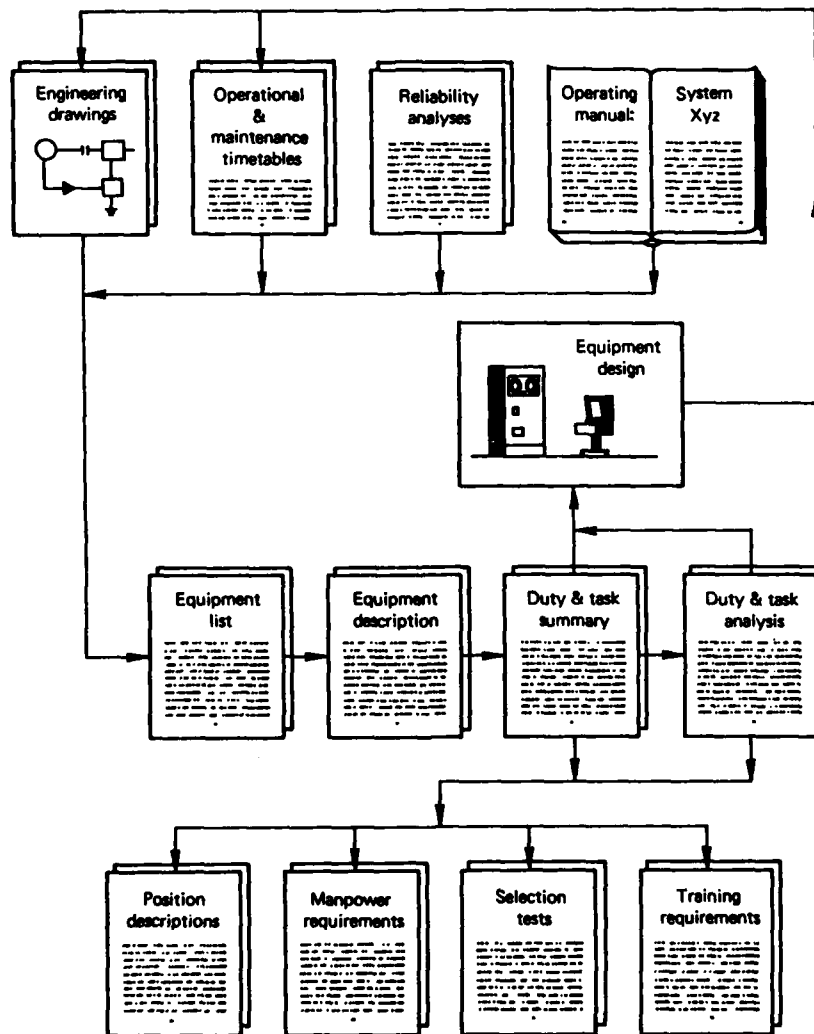 Engineering
drawings
Operational
&
maintenance
timetables
Reliability
analyses
Operating
manual:
System
Xyz
Equipment
design
Equipment
list
Equipment
description
Duty & task
summary
Duty & task
analysis
Position
descriptions
Manpower
requirements
Selection
tests
Training
requirements